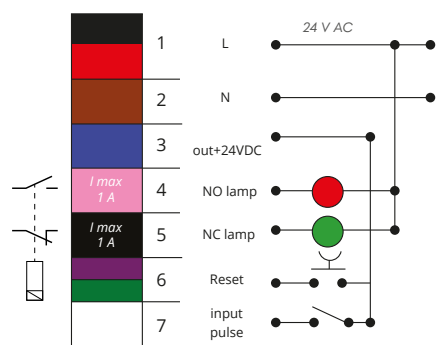 24 V AC
1 L
2 N
3 out+24VDC
I max
1 A
4 NO lamp
I max
1 A
5 NC lamp
6 Reset
7 input
pulse